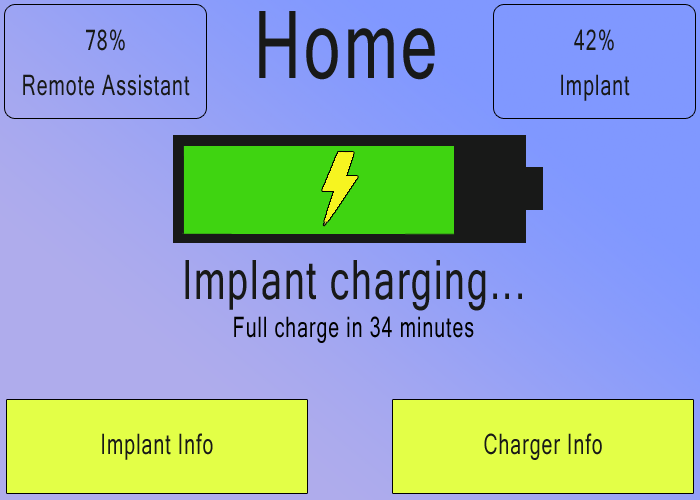 78%
Remote Assistant
Home
42%
Implant
Implant charging...
Full charge in 34 minutes
Implant Info
Charger Info